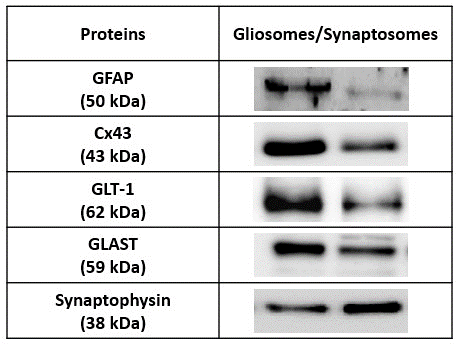 Proteins
Gliosomes/Synaptosomes
GFAP
(50 kDa)
Cx43
(43 kDa)
GLT-1
(62 kDa)
GLAST
(59 kDa)
Synaptophysin
(38 kDa)